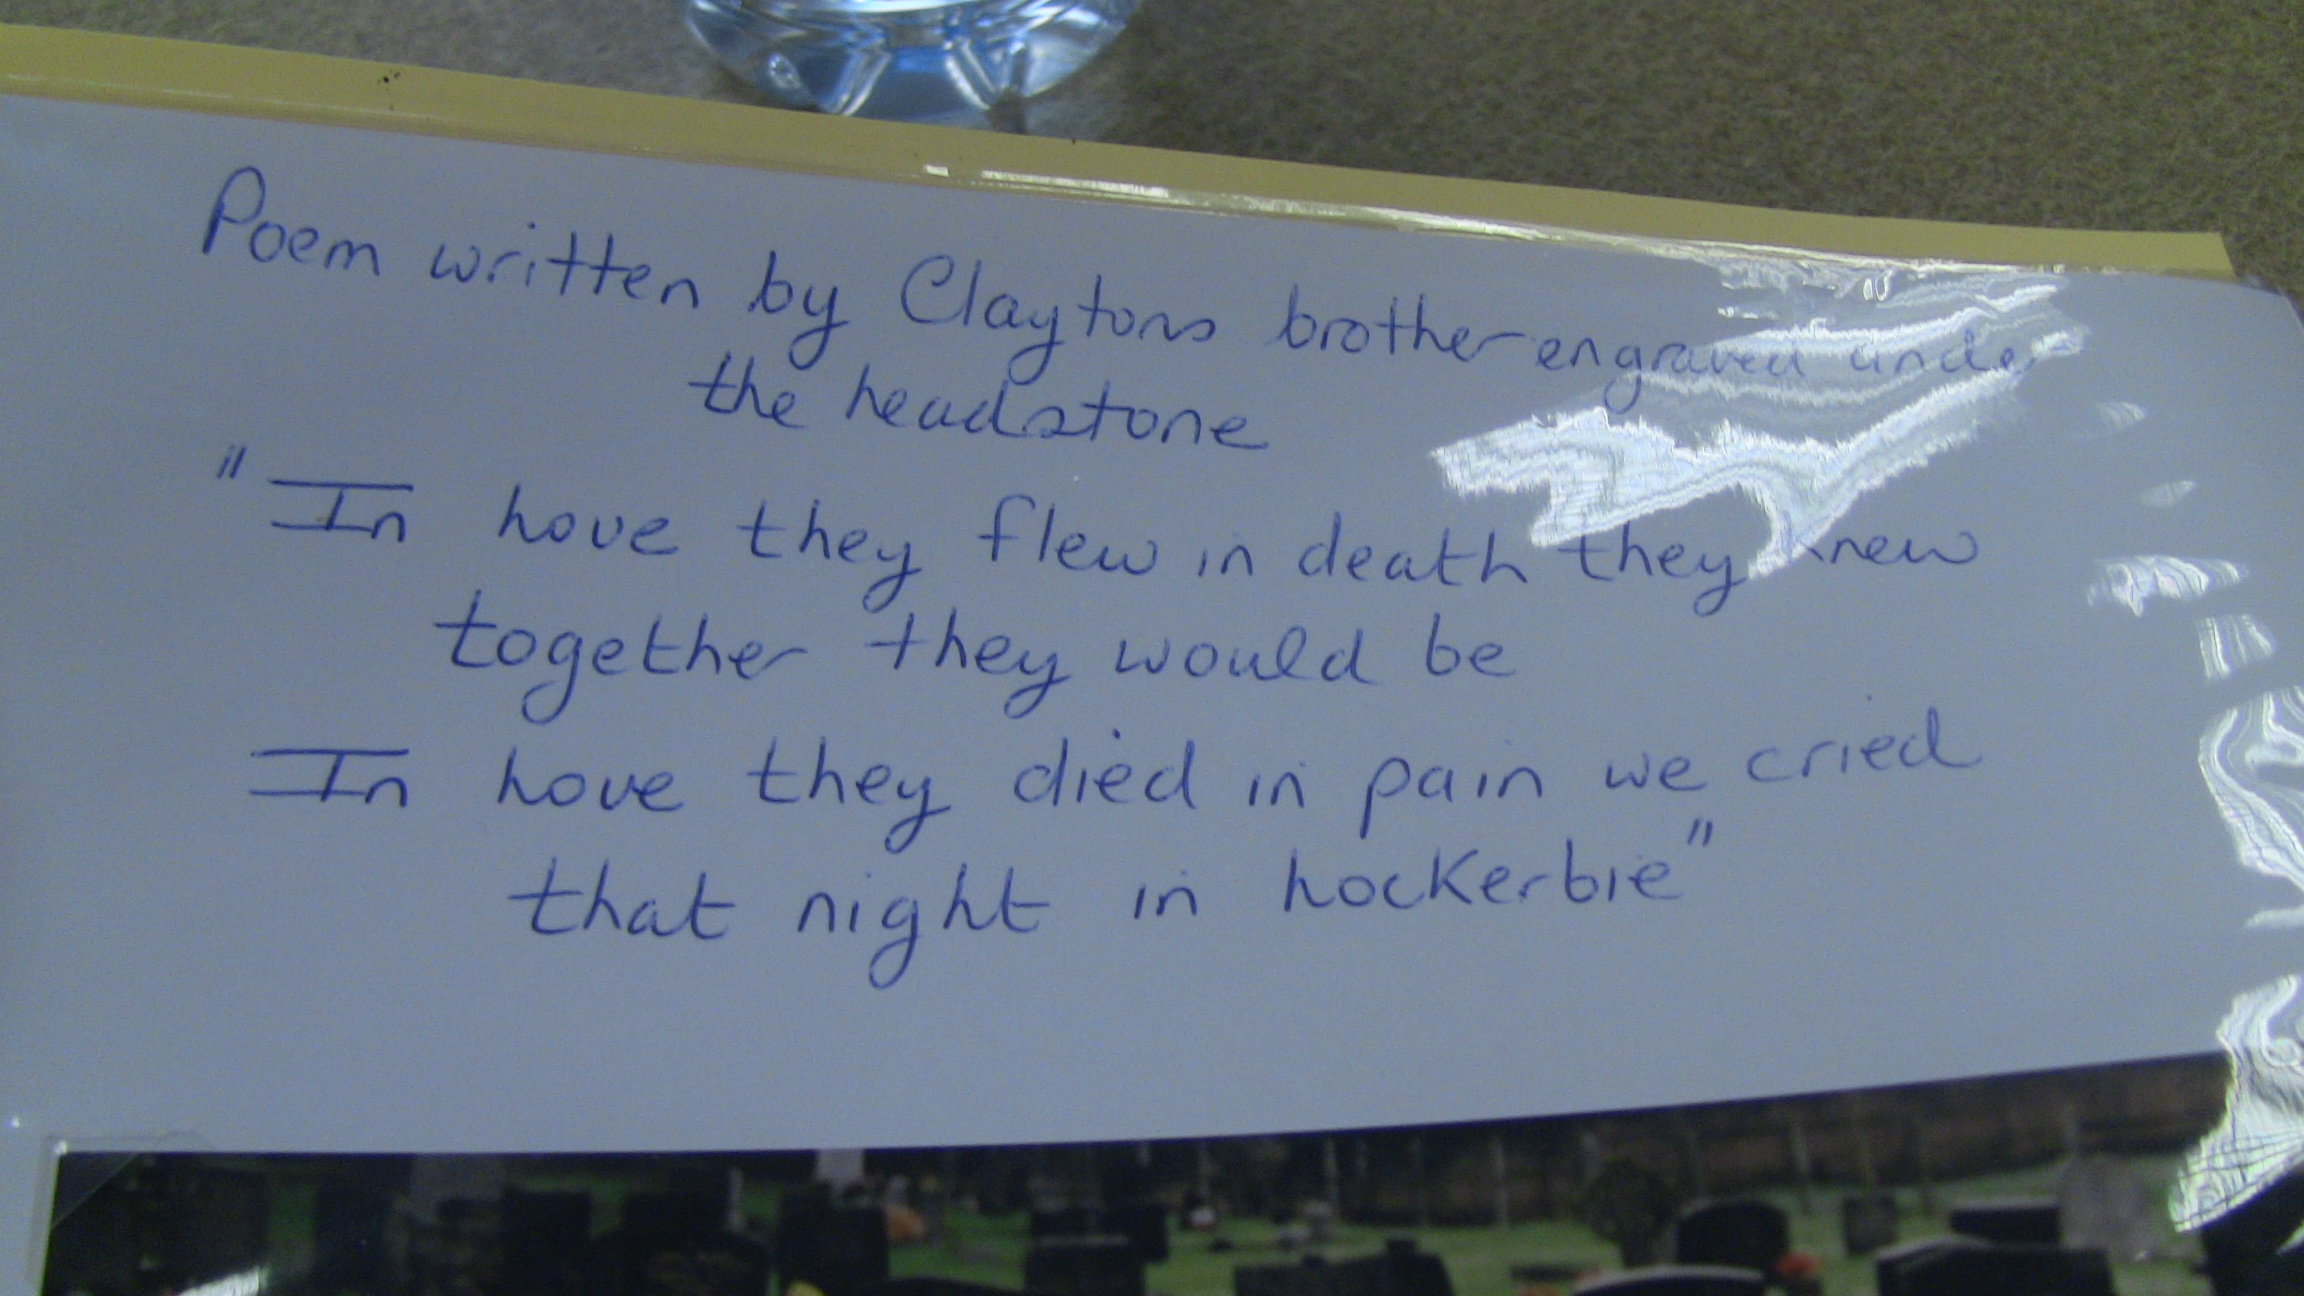 Poem written by Claytons brother engraved under
the headstone
"In Love they flew in death they knew
together they would be
In Love they died in pain we cried
that night in Lockerbie"